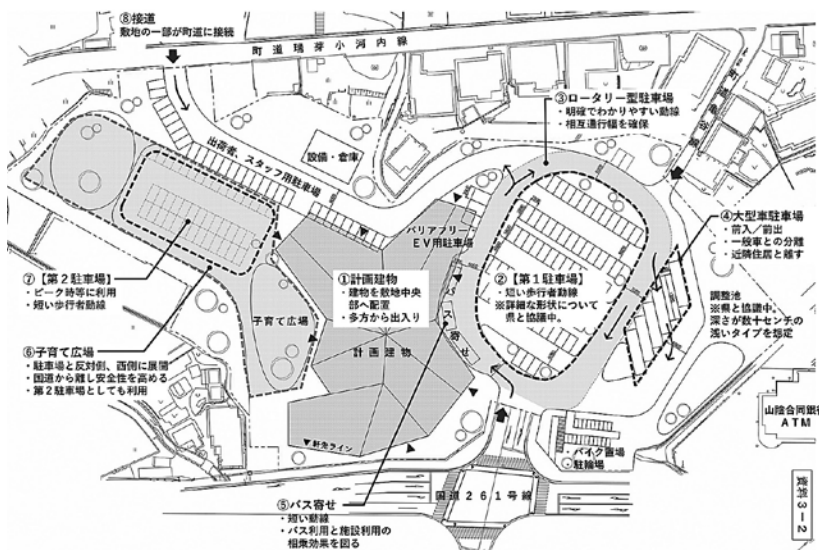 ⑧接道
敷地の一部が町道に接続
町道瑞芽小河内線
③ロータリー型駐車場
・明確でわかりやすい動線
・相互通行幅を確保
出荷者、スタッフ用駐車場
設備・倉庫
④大型車駐車場
・前入/前出
・一般車との分離
・近隣住居と離す
バリアフリー・
EV用駐車場
①計画建物
・建物を敷地中央
部へ配置
・多方から出入り
②【第1駐車場】
・短い歩行者動線
※詳細な形状について
県と協議中。
⑦【第2駐車場】
・ピーク時等に利用
・短い歩行者動線
調整池
※県と協議中。
深さが数十センチの
浅いタイプを想定
バス寄せ
子育て広場
計画建物
⑥子育て広場
・駐車場と反対側、西側に展開
・国道から離し安全性を高める
・第2駐車場としても利用
山陰合同銀
ATM
▼軒先ライン
バイク置場
駐輪場
国道261号線
⑤バス寄せ
・短い動線
・バス利用と施設利用の
相乗効果を図る
資料3-2